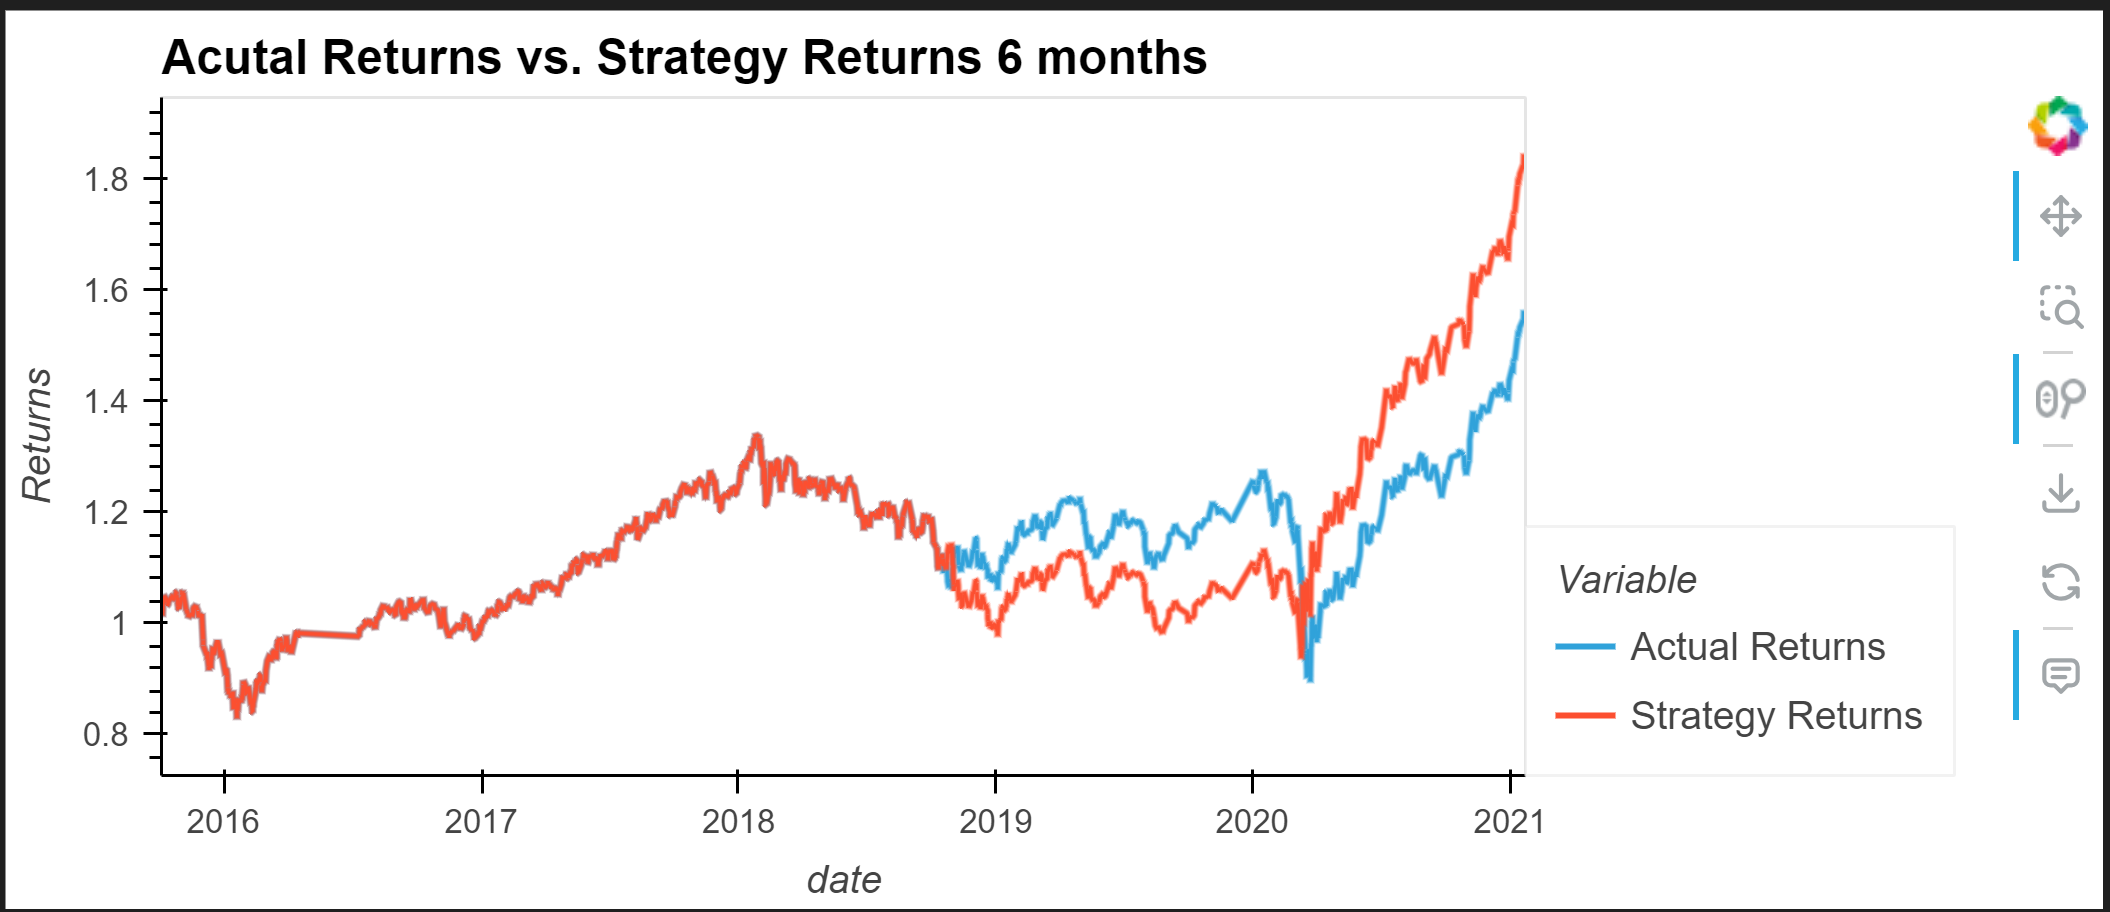 Acutal Returns vs. Strategy Returns 6 months
Returns
1.8
1.6
1.4
1.2
1
0.8
2016 2017 2018 2019 2020 2021
date
Variable
Actual Returns
Strategy Returns